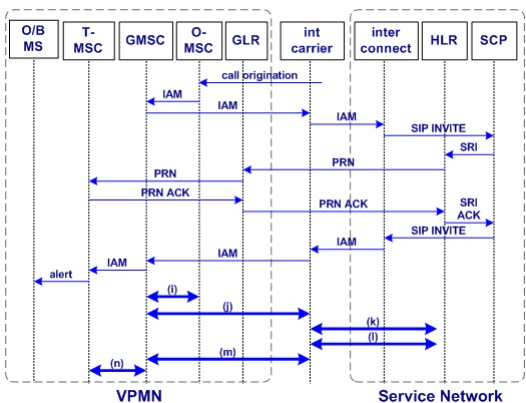 O/B
MS
T-
MSC
GMSC
O-
MSC
GLR
int
carrier
inter
connect
HLR
SCP
call origination
IAM
IAM
IAM
SIP INVITE
SRI
PRN
PRN
PRN ACK
PRN ACK
SRI
ACK
SIP INVITE
IAM
IAM
IAM
alert
(i)
(j)
(k)
(l)
(m)
(n)
VPMN
Service Network